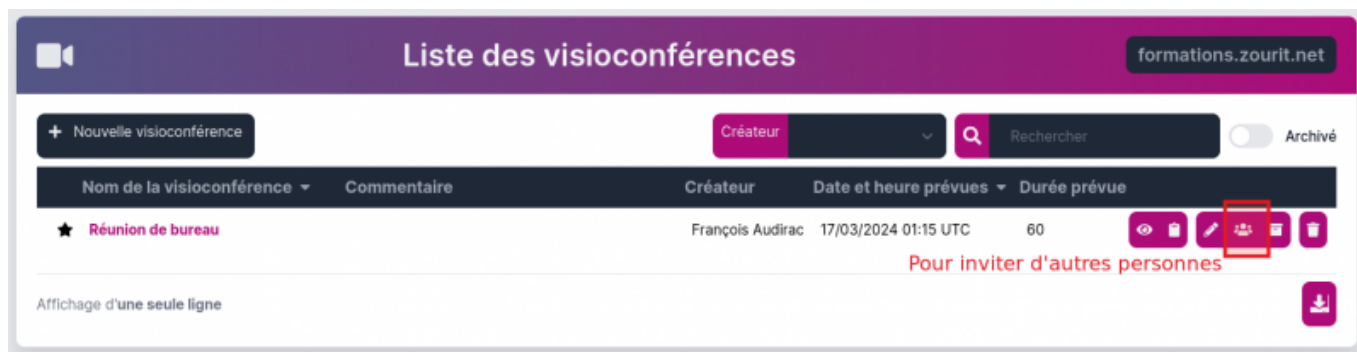 Liste des visioconférences
formations.zourit.net
+ Nouvelle visioconférence
Créateur
Rechercher
Archivé
Nom de la visioconférence Commentaire Créateur Date et heure prévues Durée prévue
Réunion de bureau François Audirac 17/03/2024 01:15 UTC 60
Pour inviter d'autres personnes
Affichage d'une seule ligne